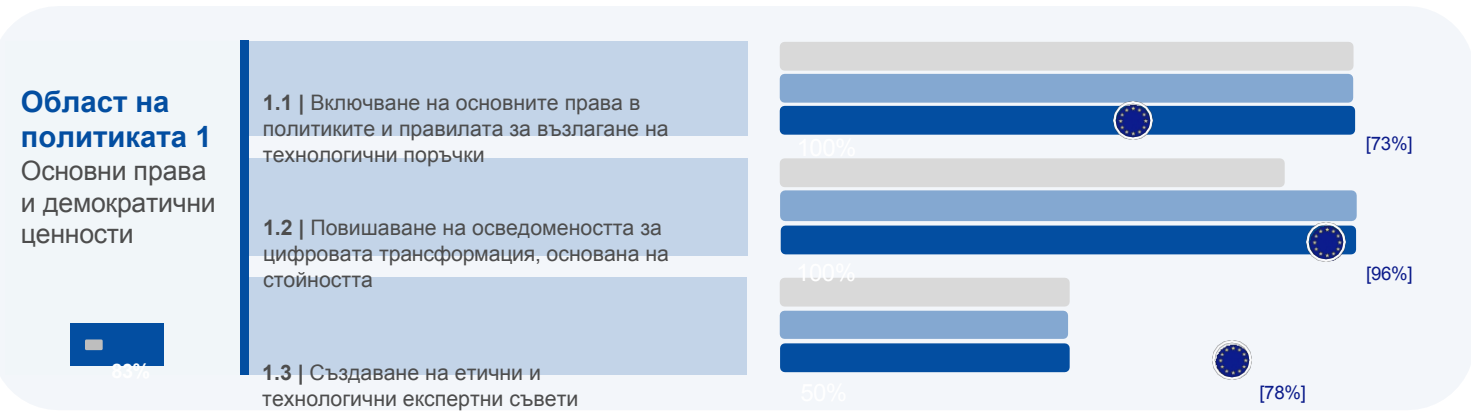 Област на
политиката 1
Основни права
и демократични
ценности
83%
1.1 | Включване на основните права в
политиките и правилата за възлагане на
технологични поръчки
100%
[73%]
1.2 | Повишаване на осведомеността за
цифровата трансформация, основана на
стойността
100%
[96%]
1.3 | Създаване на етични и
технологични експертни съвети
50%
[78%]